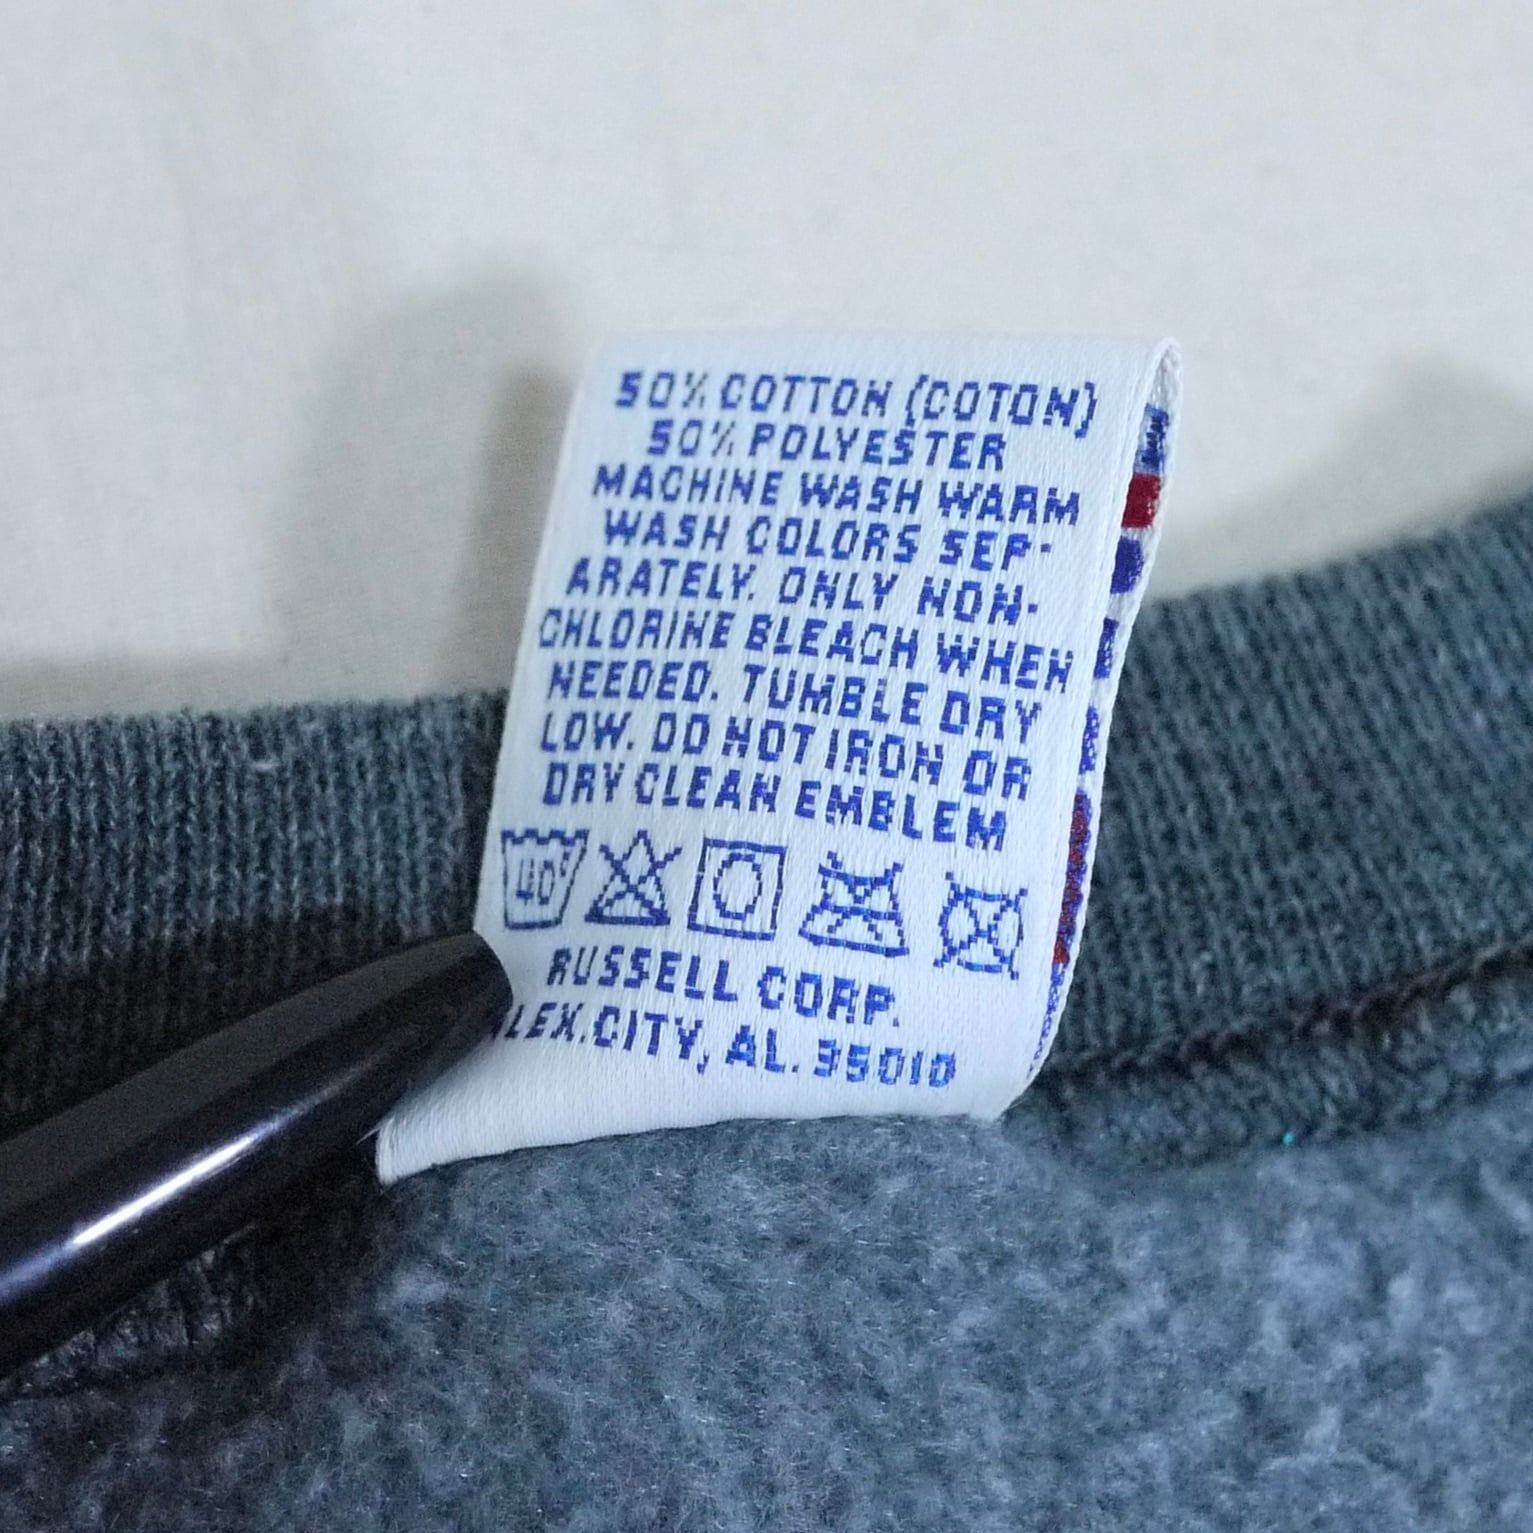 50% COTTON (COTON)
50% POLYESTER
MACHINE WASH WARM
WASH COLORS SEP-
ARATELY. ONLY NON-
CHLORINE BLEACH WHEN
NEEDED. TUMBLE DRY
LOW. DO NOT IRON OR
DRY CLEAN EMBLEM
40°
RUSSELL CORP.
LEX.CITY, AL. 35010